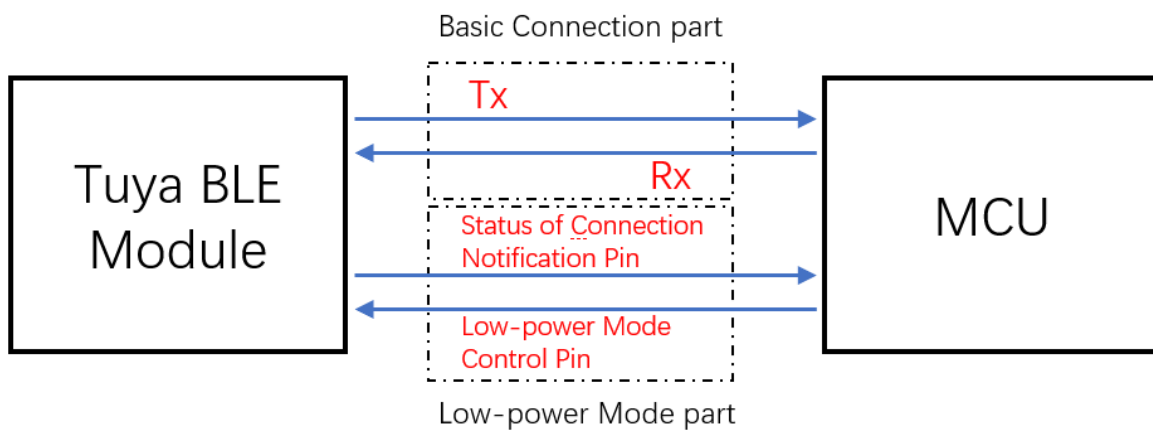 Basic Connection part
Tx
Rx
Tuya BLE
Module
MCU
Status of Connection
Notification Pin
Low-power Mode
Control Pin
Low-power Mode part